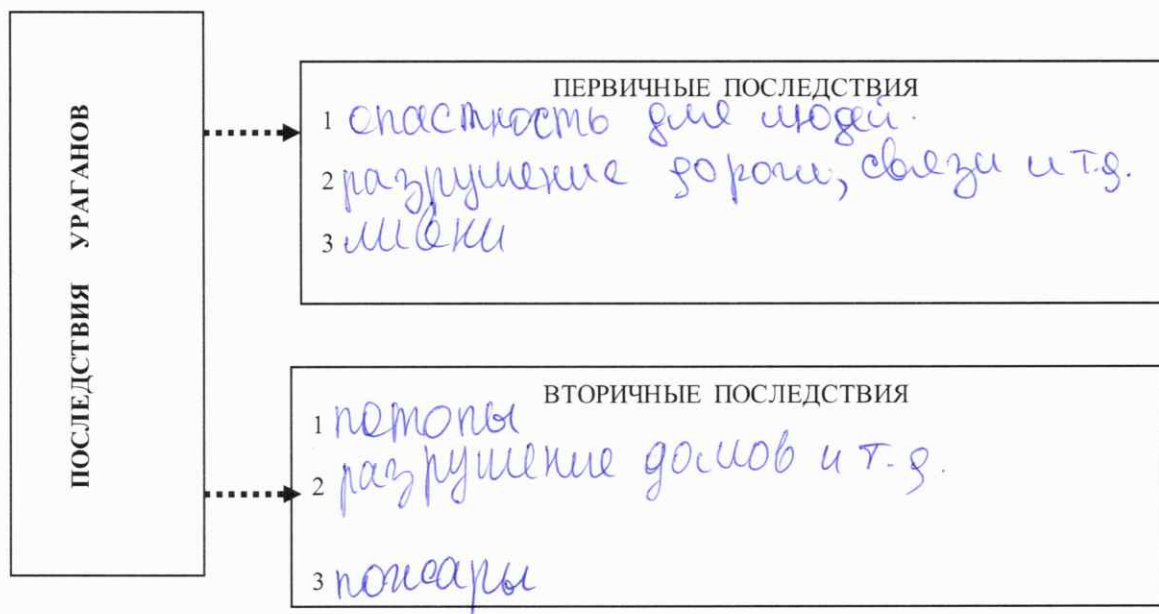 ПОСЛЕДСТВИЯ УРАГАНОВ
ПЕРВИЧНЫЕ ПОСЛЕДСТВИЯ
1 опастность для людей.
2 разрушение дороги, связи и т.д.
3 ливни
ВТОРИЧНЫЕ ПОСЛЕДСТВИЯ
1 потопы
2 разрушение домов и т.д.
3 пожары